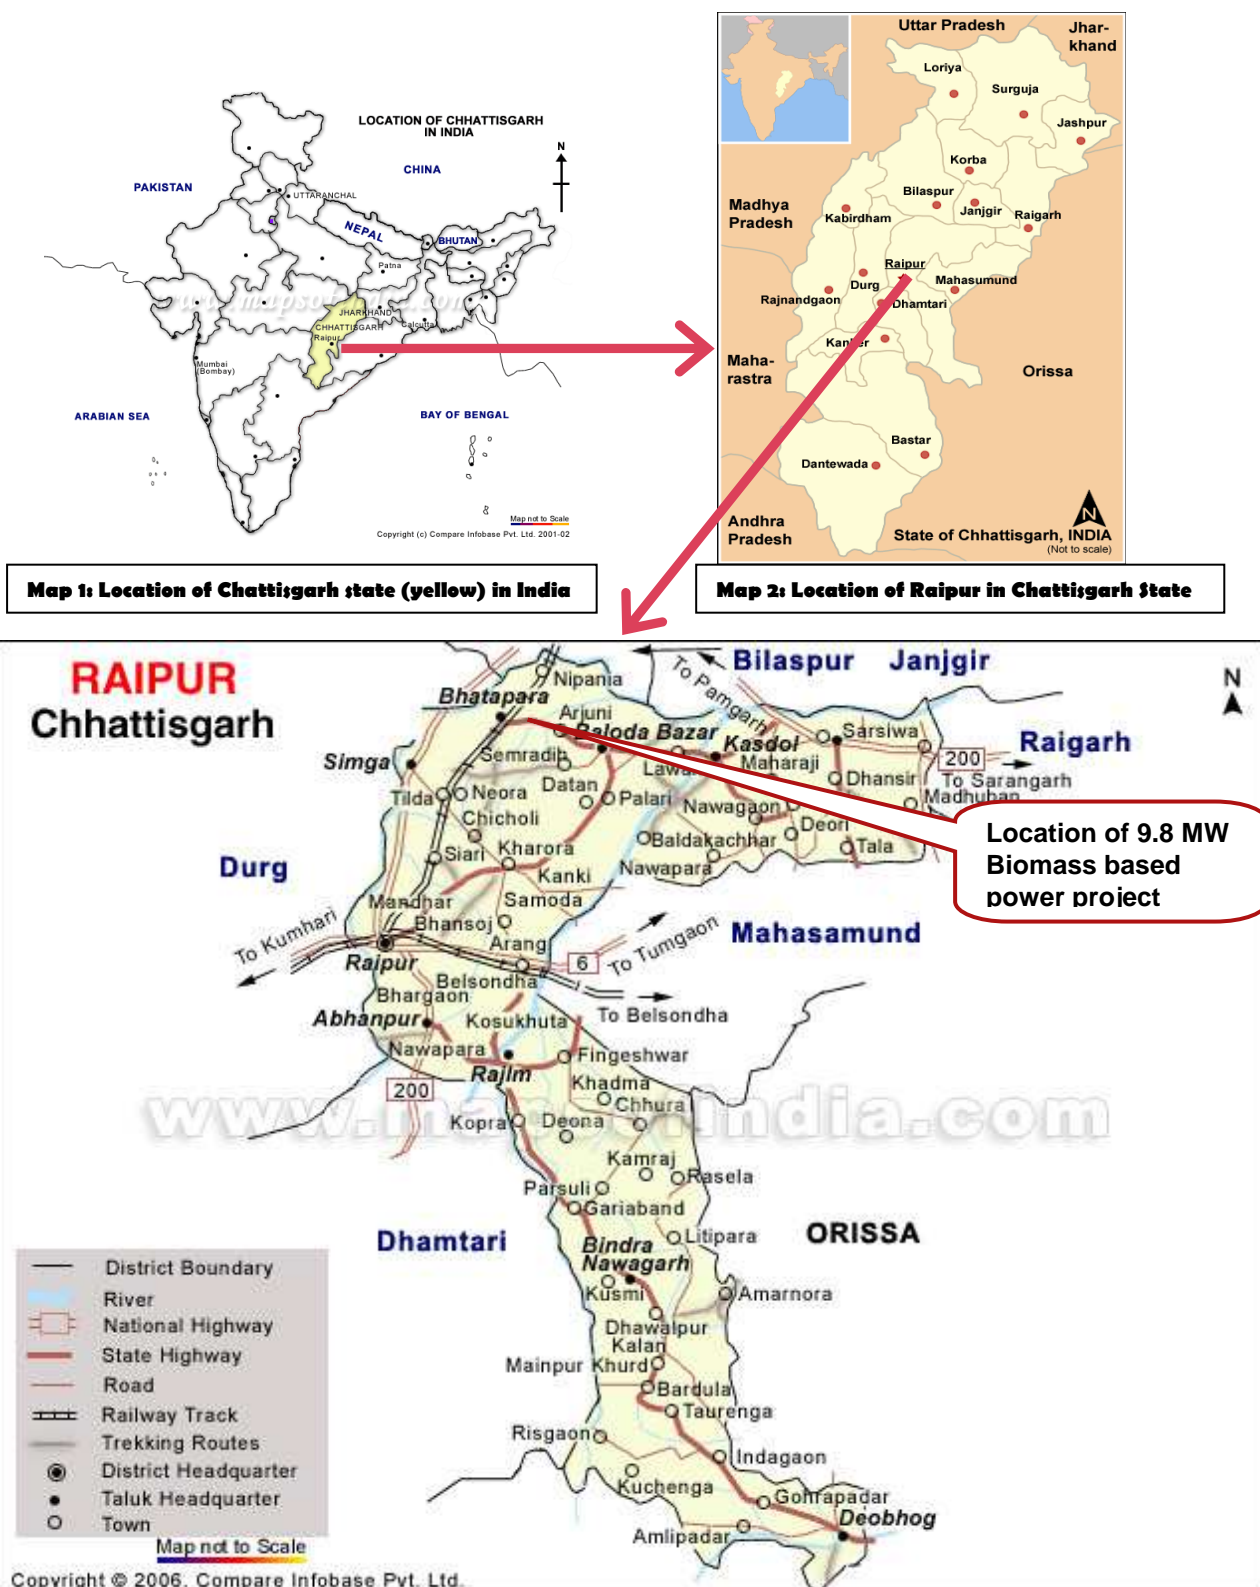 LOCATION OF CHHATTISGARH
IN INDIA
N
CHINA
PAKISTAN
UTTARANCHAL
NEPAL
BHUTAN
Patna
www.mapsofindia.com
JHARKHAND
CHHATTISGARH
Calcutta
Raipur
Mumbai
(Bombay)
ARABIAN SEA
BAY OF BENGAL
Map not to Scale
Copyright (c) Compare Infobase Pvt. Ltd. 2001-02
Map 1: Location of Chattisgarh state (yellow) in India
Uttar Pradesh
Jhar-
khand
Loriya
Surguja
Jashpur
Korba
Bilaspur
Janjgir
Raigarh
Kabirdham
Madhya
Pradesh
Raipur
Durg
Mahasumund
Rajnandgaon
Dhamtari
Kanker
Maha-
rastra
Orissa
Bastar
Dantewada
Andhra
Pradesh
N
State of Chhattisgarh, INDIA
(Not to scale)
Map 2: Location of Raipur in Chattisgarh State
RAIPUR
Chhattisgarh
Bilaspur
Janjgir
N
To Pamgarh
Nipania
Bhatapara
Arjuni
Baloda Bazar
Kasdol
Sarsiwa
Raigarh
200
To Sarangarh
Simga
Semradih
Lawan
Maharaji
Dhansir
Madhuban
Tilda
Neora
Datan
Palari
Nawagaon
Chicholi
Deori
Baldakachhar
Tala
Siari
Kharora
Nawapara
Kanki
Location of 9.8 MW
Biomass based
power project
Durg
Mandhar
Samoda
Bhansoj
To Kumhari
Arang
6
To Tumgaon
Mahasamund
Raipur
Belsondha
Bhargaon
To Belsondha
Abhanpur
Kosukhuta
Nawapara
Fingeshwar
Rajim
200
Khadma
Chhura
www.mapsofindia.com
Kopra
Deona
Kamraj
Rasela
Parsuli
Gariaband
Dhamtari
Litipara
ORISSA
Bindra
Nawagarh
Kusmi
Amarnora
Dhawalpur
Kalan
Mainpur Khurd
Bardula
Taurenga
Risgaon
Indagaon
Kuchenga
Gohrapadar
Deobhog
Amlipadar
District Boundary
River
National Highway
State Highway
Road
Railway Track
Trekking Routes
District Headquarter
Taluk Headquarter
Town
Map not to Scale
Copyright © 2006. Compare Infobase Pvt. Ltd.